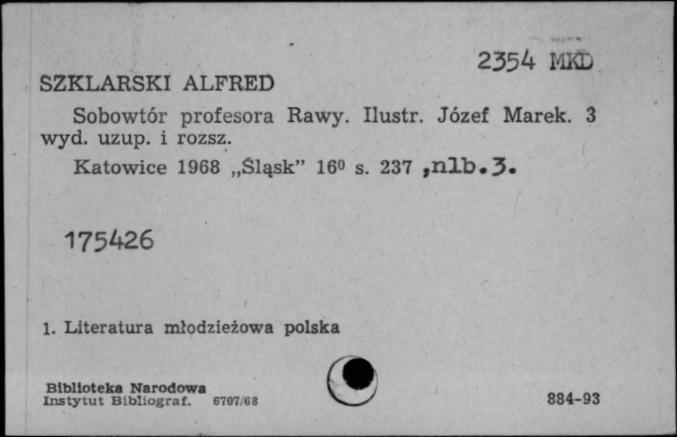 2354 MKD
SZKLARSKI ALFRED
Sobowtór profesora Rawy. Ilustr. Józef Marek. 3
wyd. uzup. i rozsz.
Katowice 1968 „Śląsk” 16⁰ s. 237 ,nlb.3.
175426
1. Literatura młodzieżowa polska
Biblioteka Narodowa
Instytut Bibliograf. 6707/68
884-93